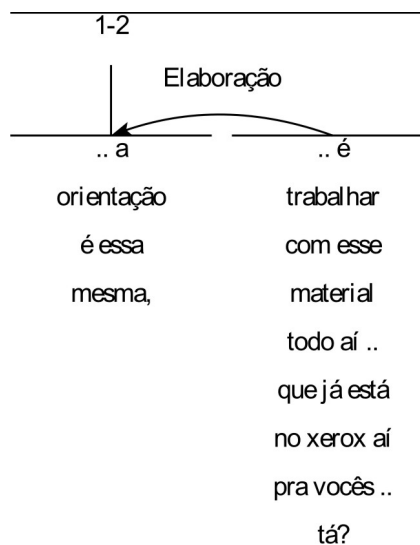 1-2
Elaboração
.. a
orientação
é essa
mesma,
.. é
trabalhar
com esse
material
todo aí ..
que já está
no xerox aí
pra vocês ..
tá?